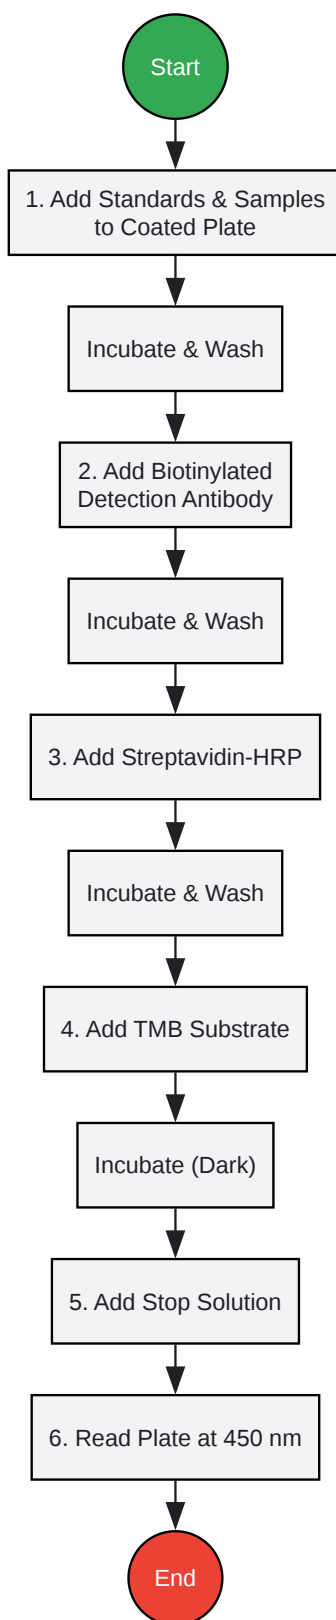 Start
1. Add Standards & Samples
to Coated Plate
Incubate & Wash
2. Add Biotinylated
Detection Antibody
Incubate & Wash
3. Add Streptavidin-HRP
Incubate & Wash
4. Add TMB Substrate
Incubate (Dark)
5. Add Stop Solution
6. Read Plate at 450 nm
End